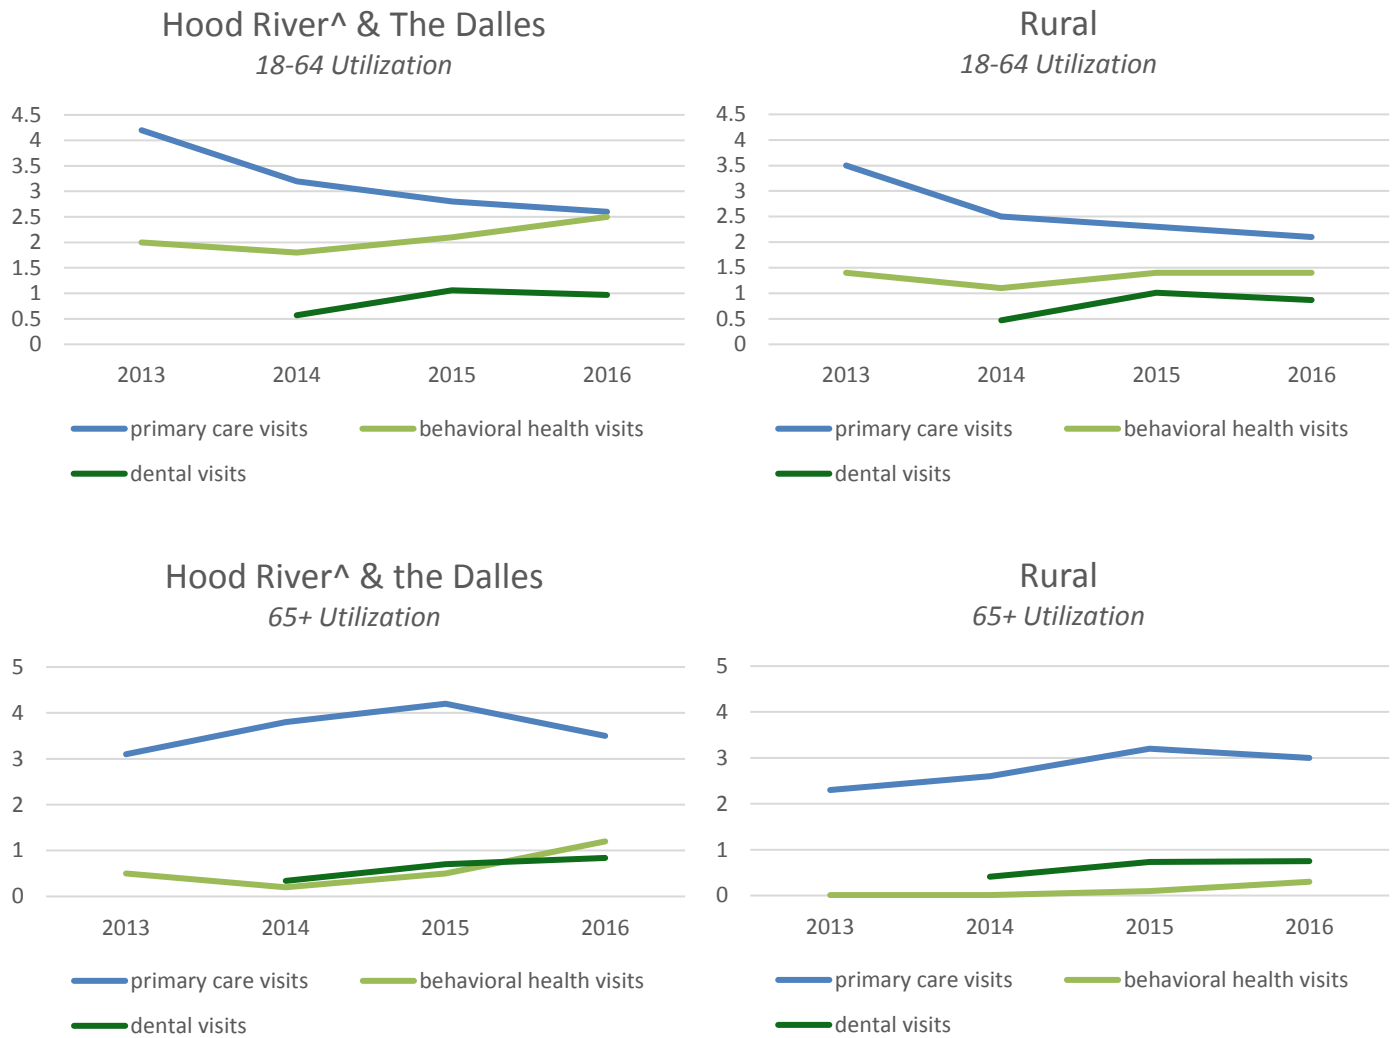 Hood River^ & The Dalles
18-64 Utilization
4.5
4
3.5
3
2.5
2
1.5
1
0.5
0
2013 2014 2015 2016
primary care visits behavioral health visits
dental visits
Rural
18-64 Utilization
4.5
4
3.5
3
2.5
2
1.5
1
0.5
0
2013 2014 2015 2016
primary care visits behavioral health visits
dental visits
Hood River^ & the Dalles
65+ Utilization
5
4
3
2
1
0
2013 2014 2015 2016
primary care visits behavioral health visits
dental visits
Rural
65+ Utilization
5
4
3
2
1
0
2013 2014 2015 2016
primary care visits behavioral health visits
dental visits